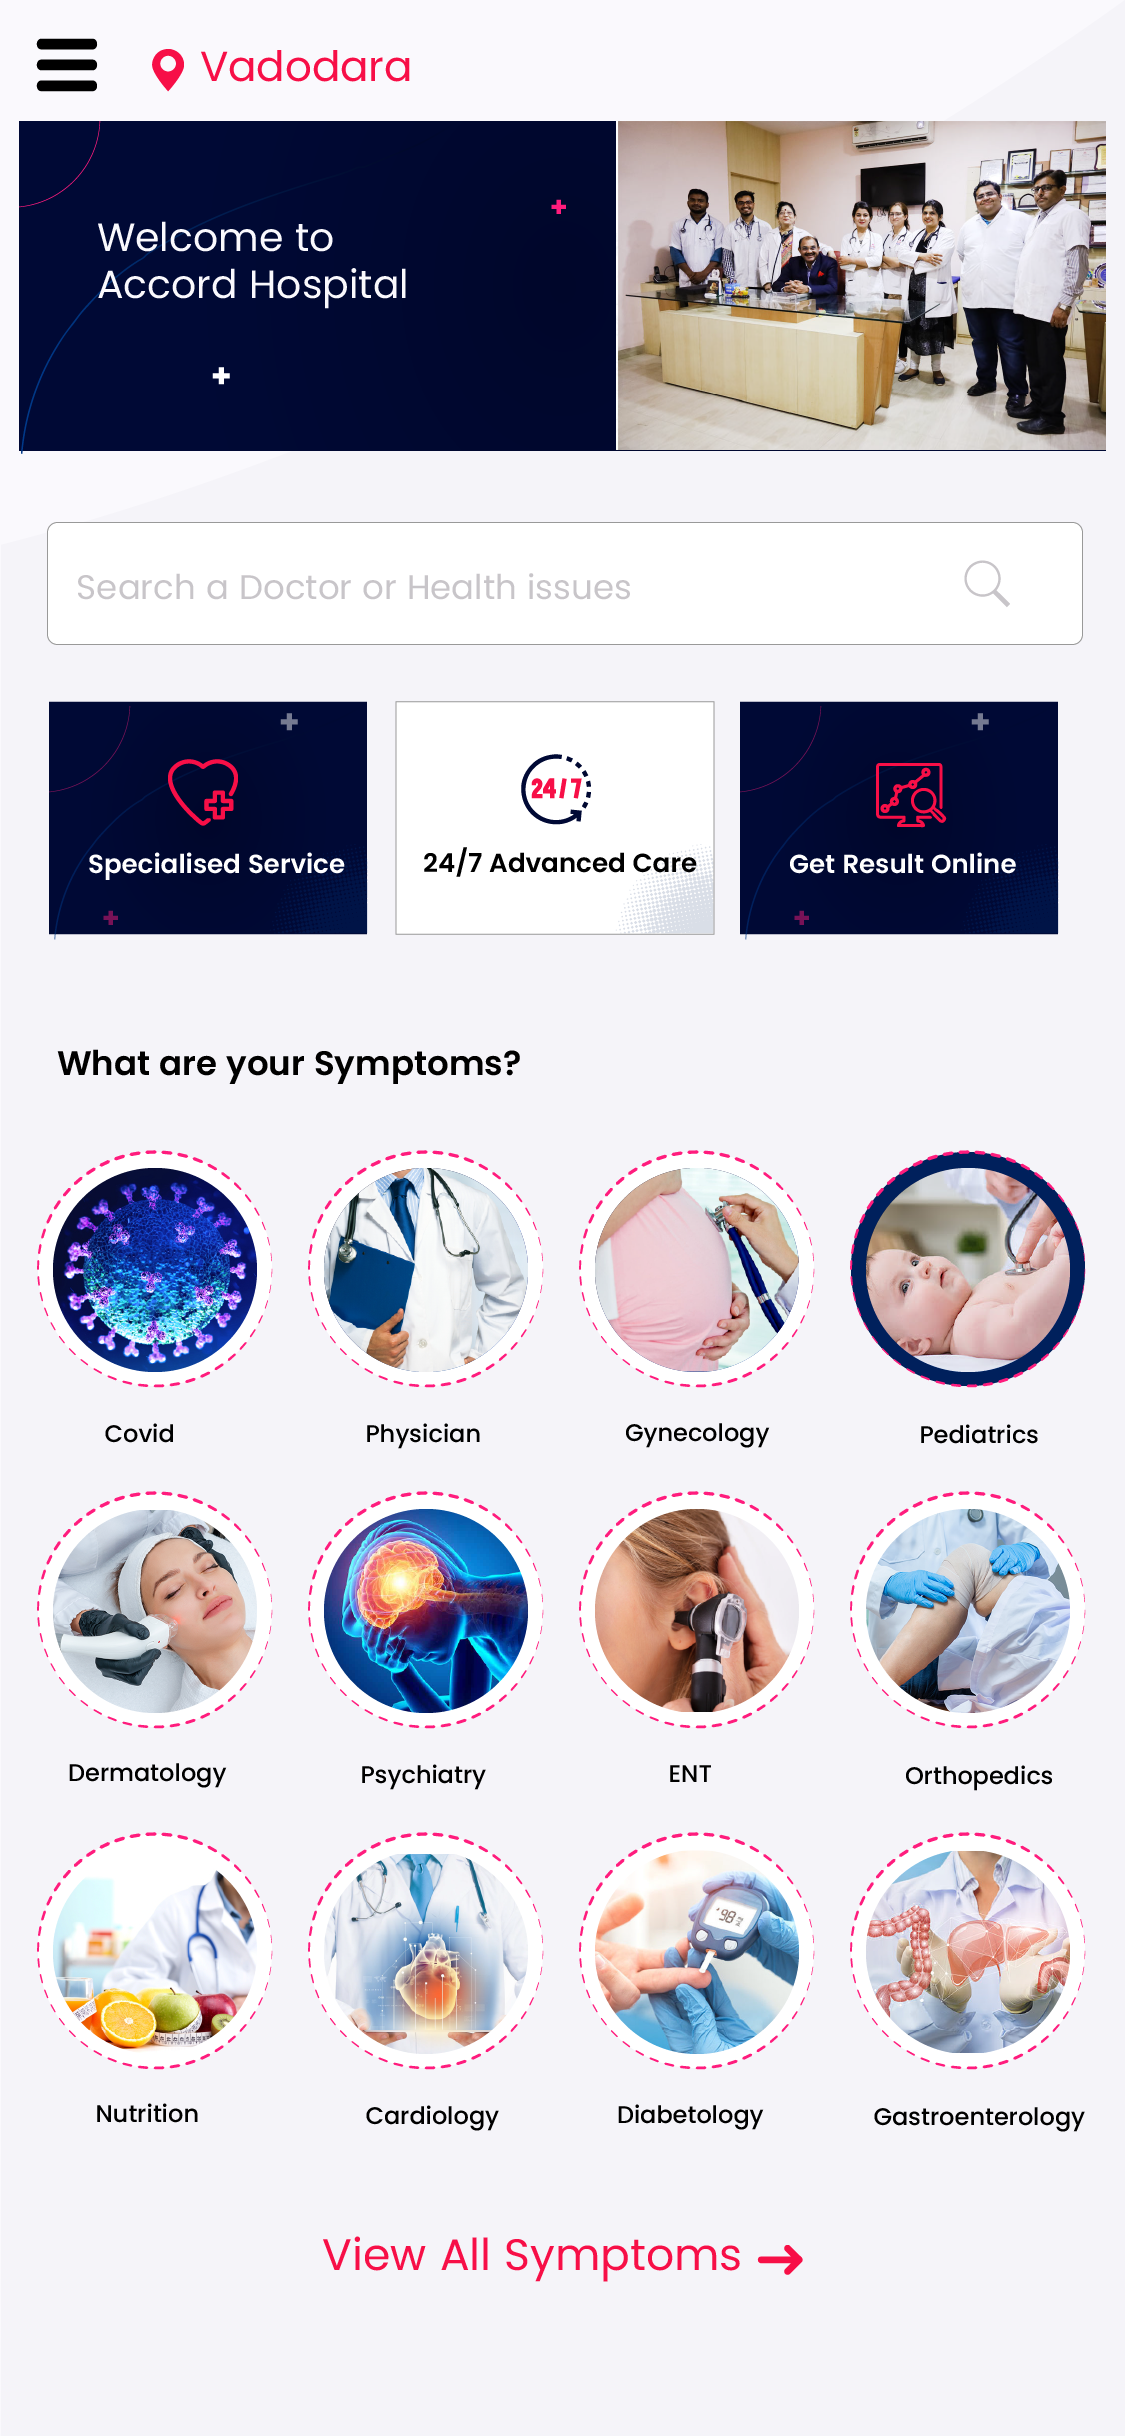 Vadodara
Welcome to
Accord Hospital
Search a Doctor or Health issues
24/7
Specialised Service
24/7 Advanced Care
Get Result Online
What are your Symptoms?
Covid
Physician
Gynecology
Pediatrics
Dermatology
Psychiatry
ENT
Orthopedics
98
Nutrition
Cardiology
Diabetology
Gastroenterology
View All Symptoms